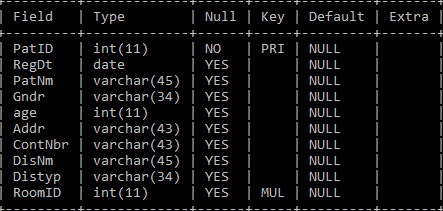 | Field | Type | Null | Key | Default | Extra |
| PatID | int(11) | NO | PRI | NULL | |
| RegDt | date | YES | | NULL | |
| PatNm | varchar(45) | YES | | NULL | |
| Gndr | varchar(34) | YES | | NULL | |
| age | int(11) | YES | | NULL | |
| Addr | varchar(43) | YES | | NULL | |
| ContNbr | varchar(43) | YES | | NULL | |
| DisNm | varchar(45) | YES | | NULL | |
| Distyp | varchar(34) | YES | | NULL | |
| RoomID | int(11) | YES | MUL | NULL | |